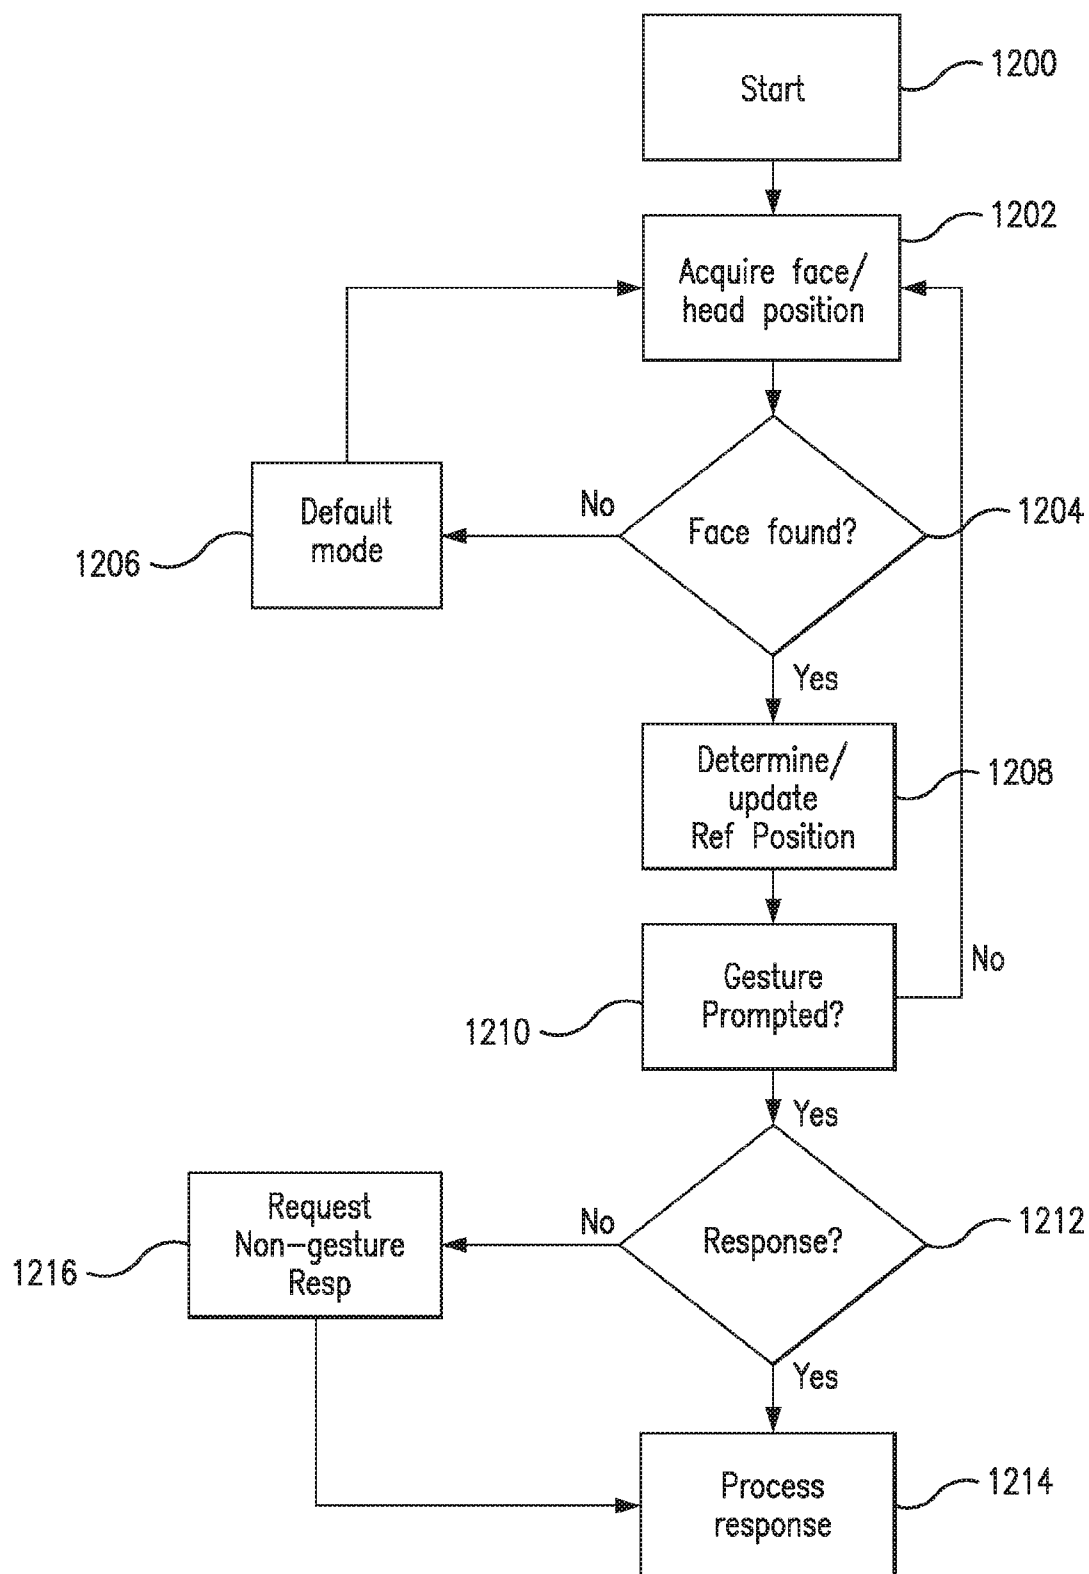 Start
1200
1202
Acquire face/
head position
Default
mode
1206
No
Face found?
1204
Yes
Determine/
update
Ref Position
1208
Gesture
Prompted?
No
1210
Yes
Request
Non-gesture
Resp
1216
No
Response?
1212
Yes
Process
response
1214